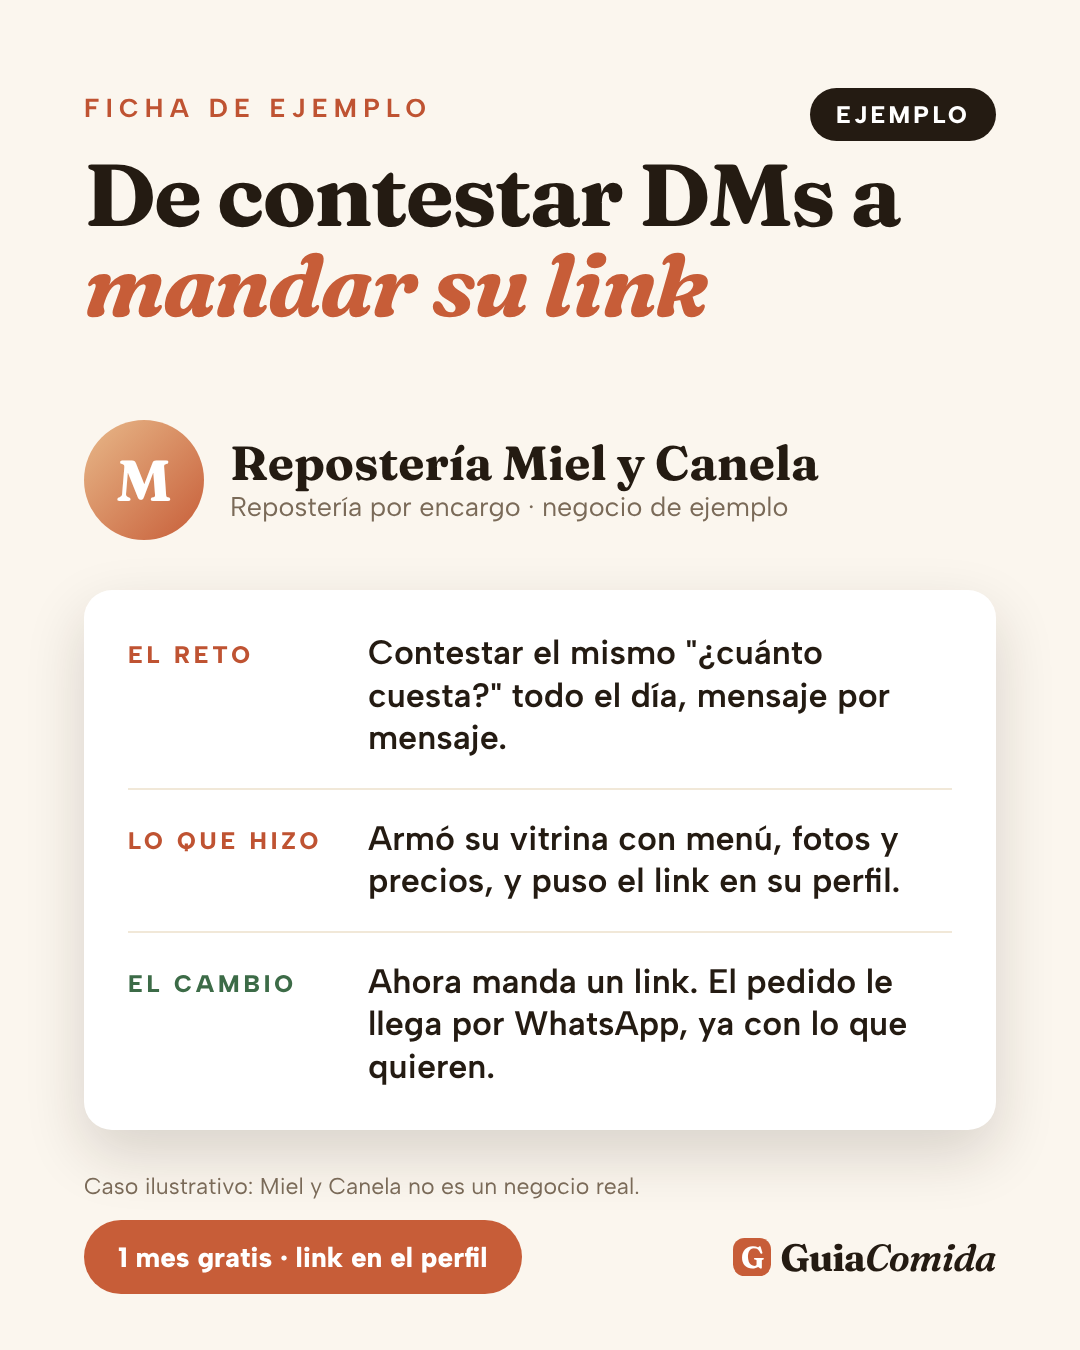 FICHA DE EJEMPLO
EJEMPLO
De contestar DMs a
mandar su link
M
Repostería Miel y Canela
Repostería por encargo · negocio de ejemplo
EL RETO
Contestar el mismo "¿cuánto
cuesta?" todo el día, mensaje por
mensaje.
LO QUE HIZO
Armó su vitrina con menú, fotos y
precios, y puso el link en su perfil.
EL CAMBIO
Ahora manda un link. El pedido le
llega por WhatsApp, ya con lo que
quieren.
Caso ilustrativo: Miel y Canela no es un negocio real.
1 mes gratis · link en el perfil
G GuiaComida